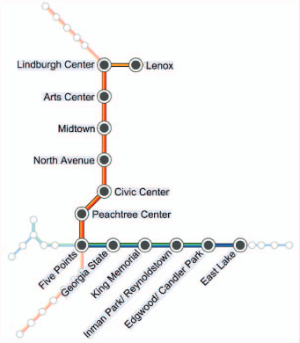 Lindburgh Center
Lenox
Arts Center
Midtown
North Avenue
Civic Center
Peachtree Center
Five Points
Georgia State
King Memorial
Inman Park/ Reynoldstown
Edgwood/ Candler Park
East Lake